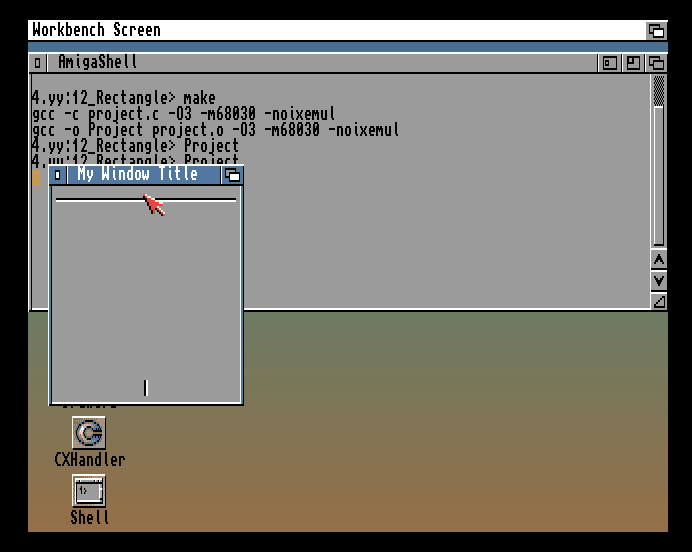 Workbench Screen
AmigaShell
4.yy:12_Rectangle> make
gcc -c project.c -O3 -m68030 -noixemul
gcc -o Project project.o -O3 -m68030 -noixemul
4.yy:12_Rectangle> Project
4.yy:12_Rectangle> Project
My Window Title
CXHandler
Shell